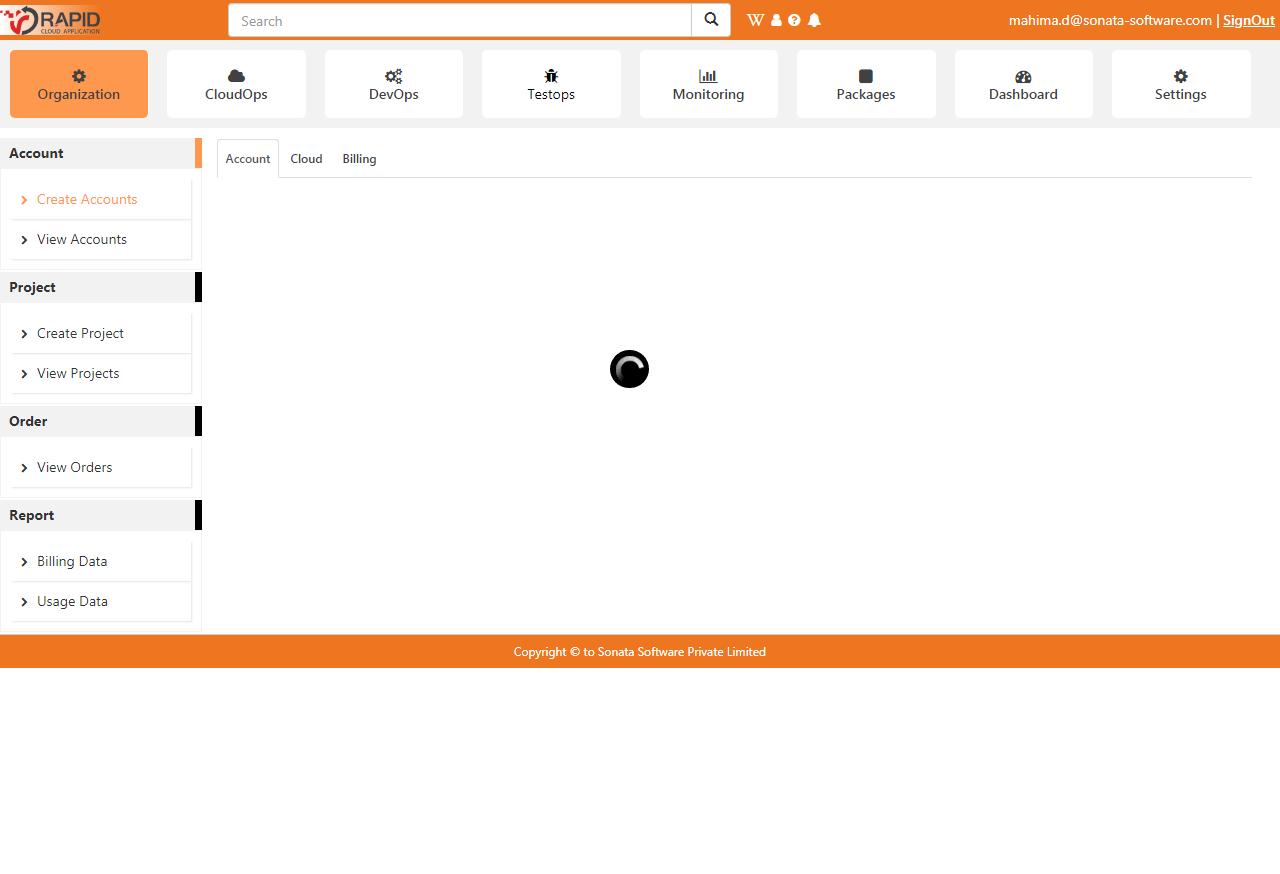 RAPID
CLOUD APPLICATION
Search
W
mahima.d@sonata-software.com | SignOut
Organization
CloudOps
DevOps
Testops
Monitoring
Packages
Dashboard
Settings
Account
Create Accounts
View Accounts
Project
Create Project
View Projects
Order
View Orders
Report
Billing Data
Usage Data
Account
Cloud
Billing
Copyright © to Sonata Software Private Limited